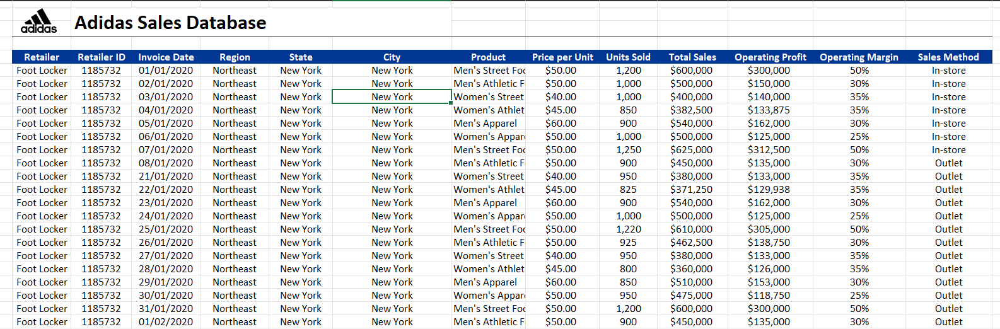 adidas Adidas Sales Database
Retailer Retailer ID Invoice Date Region State City Product Price per Unit Units Sold Total Sales Operating Profit Operating Margin Sales Method
Foot Locker 1185732 01/01/2020 Northeast New York New York Men's Street Foo $50.00 1,200 $600,000 $300,000 50% In-store
Foot Locker 1185732 02/01/2020 Northeast New York New York Men's Athletic F $50.00 1,000 $500,000 $150,000 30% In-store
Foot Locker 1185732 03/01/2020 Northeast New York New York Women's Street $40.00 1,000 $400,000 $140,000 35% In-store
Foot Locker 1185732 04/01/2020 Northeast New York New York Women's Athlet $45.00 850 $382,500 $133,875 35% In-store
Foot Locker 1185732 05/01/2020 Northeast New York New York Men's Apparel $60.00 900 $540,000 $162,000 30% In-store
Foot Locker 1185732 06/01/2020 Northeast New York New York Women's Appar $50.00 1,000 $500,000 $125,000 25% In-store
Foot Locker 1185732 07/01/2020 Northeast New York New York Men's Street Foo $50.00 1,250 $625,000 $312,500 50% In-store
Foot Locker 1185732 08/01/2020 Northeast New York New York Men's Athletic F $50.00 900 $450,000 $135,000 30% Outlet
Foot Locker 1185732 21/01/2020 Northeast New York New York Women's Street $40.00 950 $380,000 $133,000 35% Outlet
Foot Locker 1185732 22/01/2020 Northeast New York New York Women's Athlet $45.00 825 $371,250 $129,938 35% Outlet
Foot Locker 1185732 23/01/2020 Northeast New York New York Men's Apparel $60.00 900 $540,000 $162,000 30% Outlet
Foot Locker 1185732 24/01/2020 Northeast New York New York Women's Appar $50.00 1,000 $500,000 $125,000 25% Outlet
Foot Locker 1185732 25/01/2020 Northeast New York New York Men's Street Foo $50.00 1,220 $610,000 $305,000 50% Outlet
Foot Locker 1185732 26/01/2020 Northeast New York New York Men's Athletic F $50.00 925 $462,500 $138,750 30% Outlet
Foot Locker 1185732 27/01/2020 Northeast New York New York Women's Street $40.00 950 $380,000 $133,000 35% Outlet
Foot Locker 1185732 28/01/2020 Northeast New York New York Women's Athlet $45.00 800 $360,000 $126,000 35% Outlet
Foot Locker 1185732 29/01/2020 Northeast New York New York Men's Apparel $60.00 850 $510,000 $153,000 30% Outlet
Foot Locker 1185732 30/01/2020 Northeast New York New York Women's Appar $50.00 950 $475,000 $118,750 25% Outlet
Foot Locker 1185732 31/01/2020 Northeast New York New York Men's Street Foo $50.00 1,200 $600,000 $300,000 50% Outlet
Foot Locker 1185732 01/02/2020 Northeast New York New York Men's Athletic F $50.00 900 $450,000 $135,000 30% Outlet